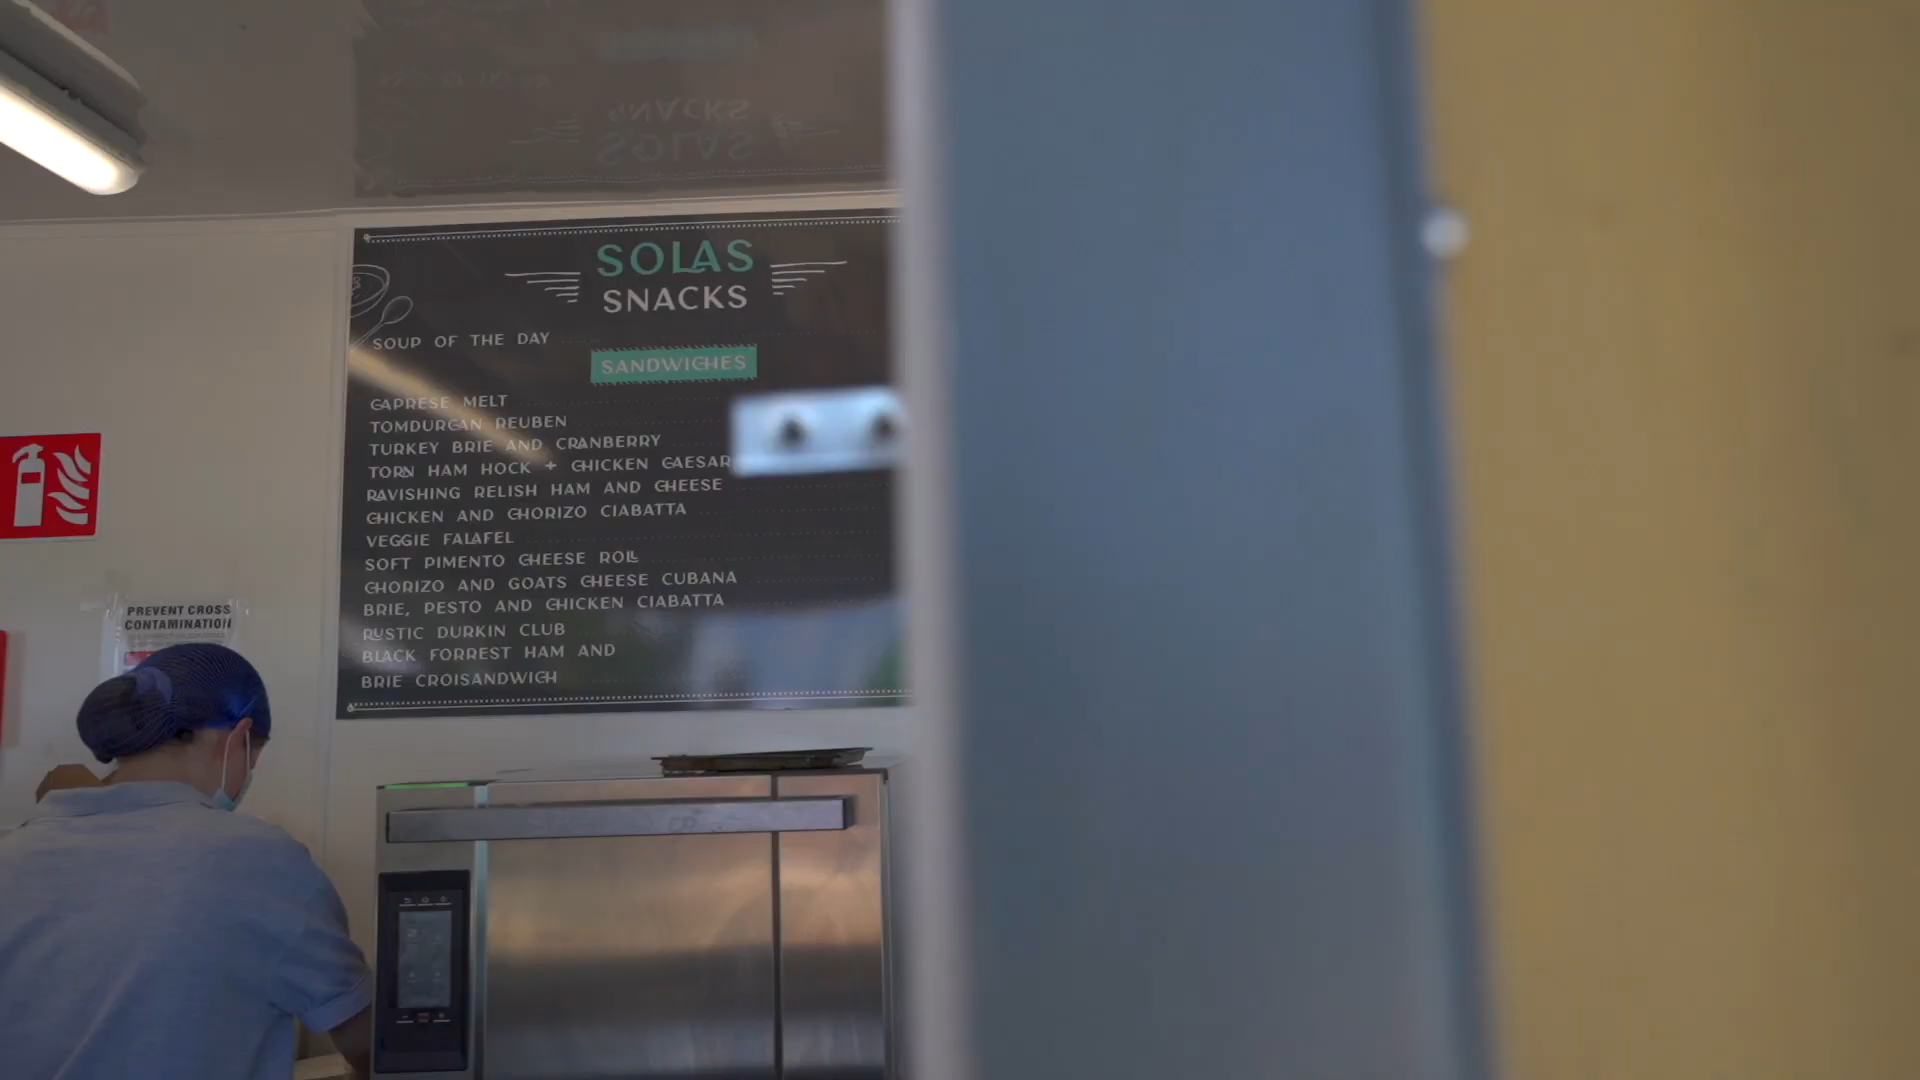 SOLAS
SNACKS
SOUP OF THE DAY
SANDWICHES
CAPRESE MELT
TOMDURCAN REUBEN
TURKEY BRIE AND CRANBERRY
TORN HAM HOCK + CHICKEN CAESAR
RAVISHING RELISH HAM AND CHEESE
CHICKEN AND CHORIZO CIABATTA
VEGGIE FALAFEL
SOFT PIMENTO CHEESE ROLL
CHORIZO AND GOATS CHEESE CUBANA
BRIE, PESTO AND CHICKEN CIABATTA
RUSTIC DURKIN CLUB
BLACK FORREST HAM AND
BRIE CROISANDWICH
PREVENT CROSS
CONTAMINATION